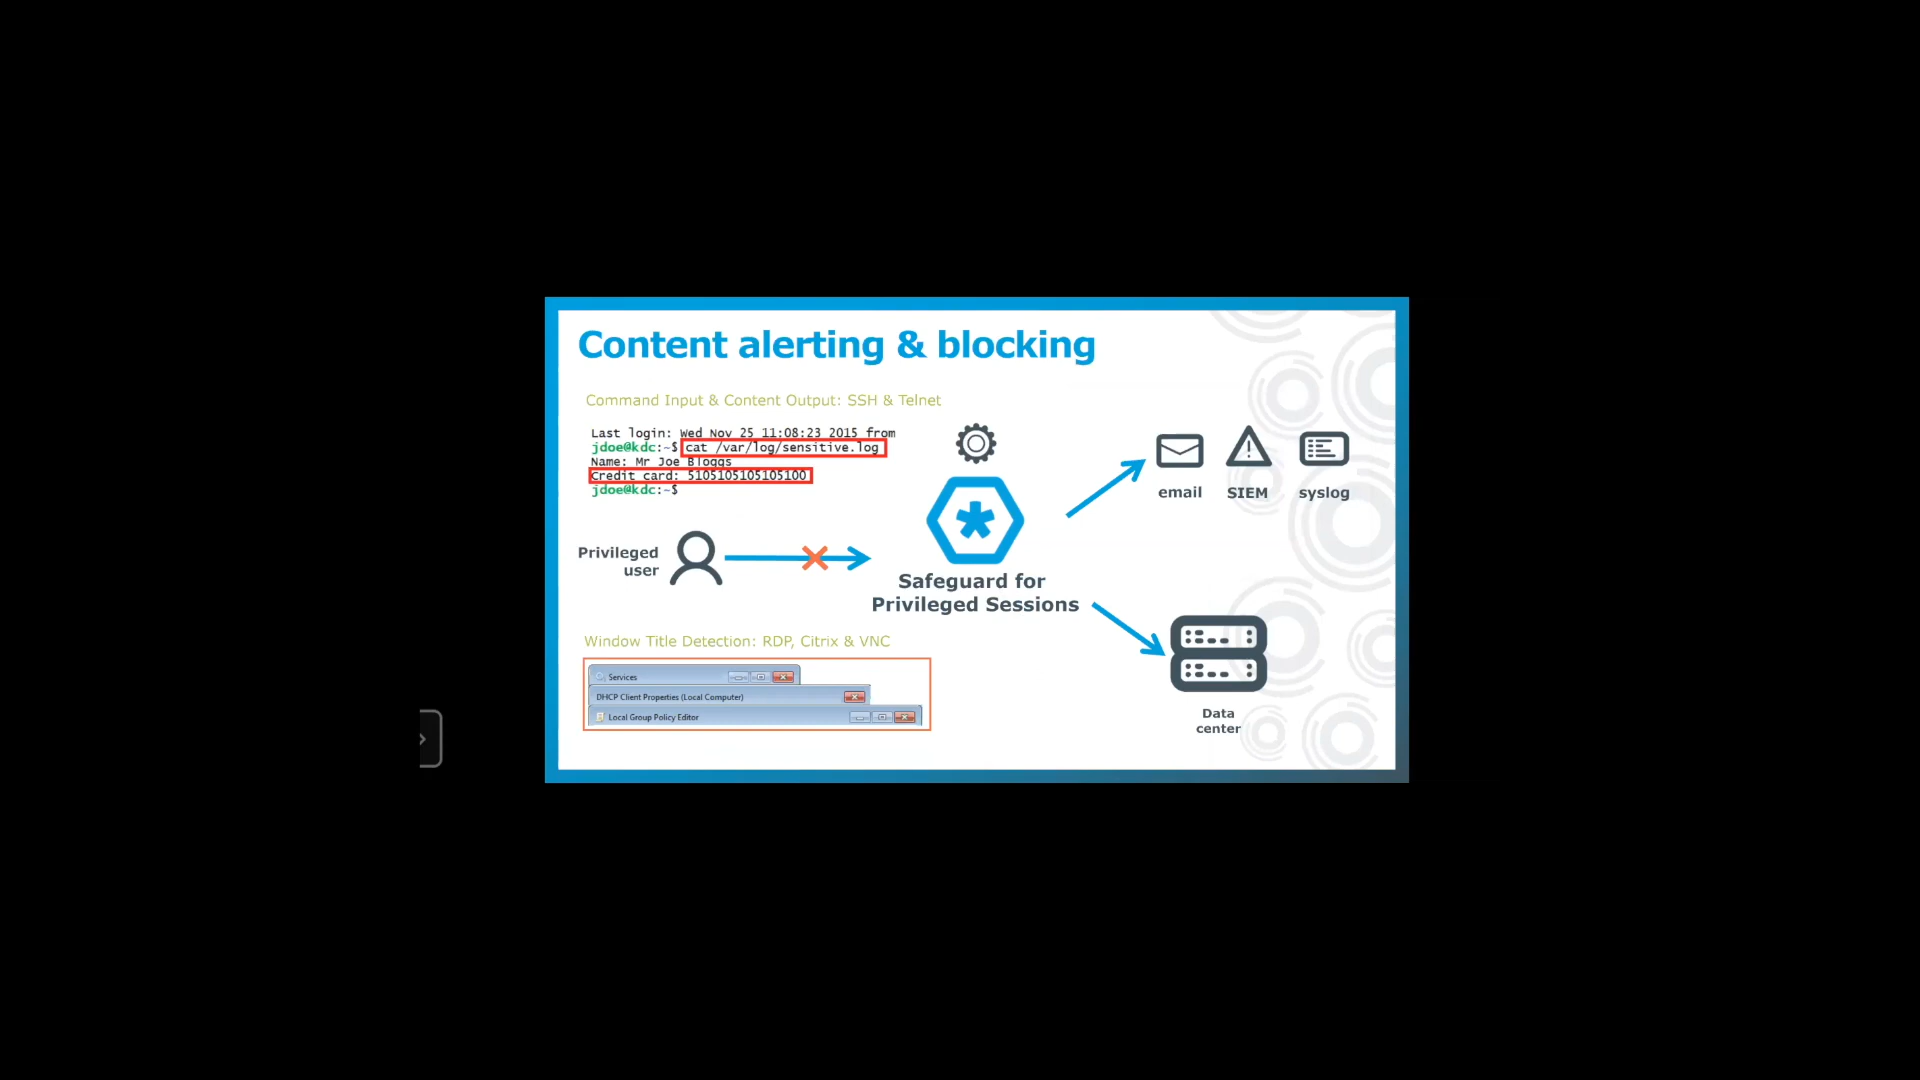 Content alerting & blocking
Command Input & Content Output: SSH & Telnet
Last login: Wed Nov 25 11:08:23 2015 from
jdoe@kdc:~$ cat /var/log/sensitive.log
Name: Mr Joe Bloggs
Credit card: 5105105105105100
jdoe@kdc:~$
email
SIEM
syslog
Privileged
user
Safeguard for
Privileged Sessions
Window Title Detection: RDP, Citrix & VNC
Services
DHCP Client Properties (Local Computer)
Local Group Policy Editor
Data
center